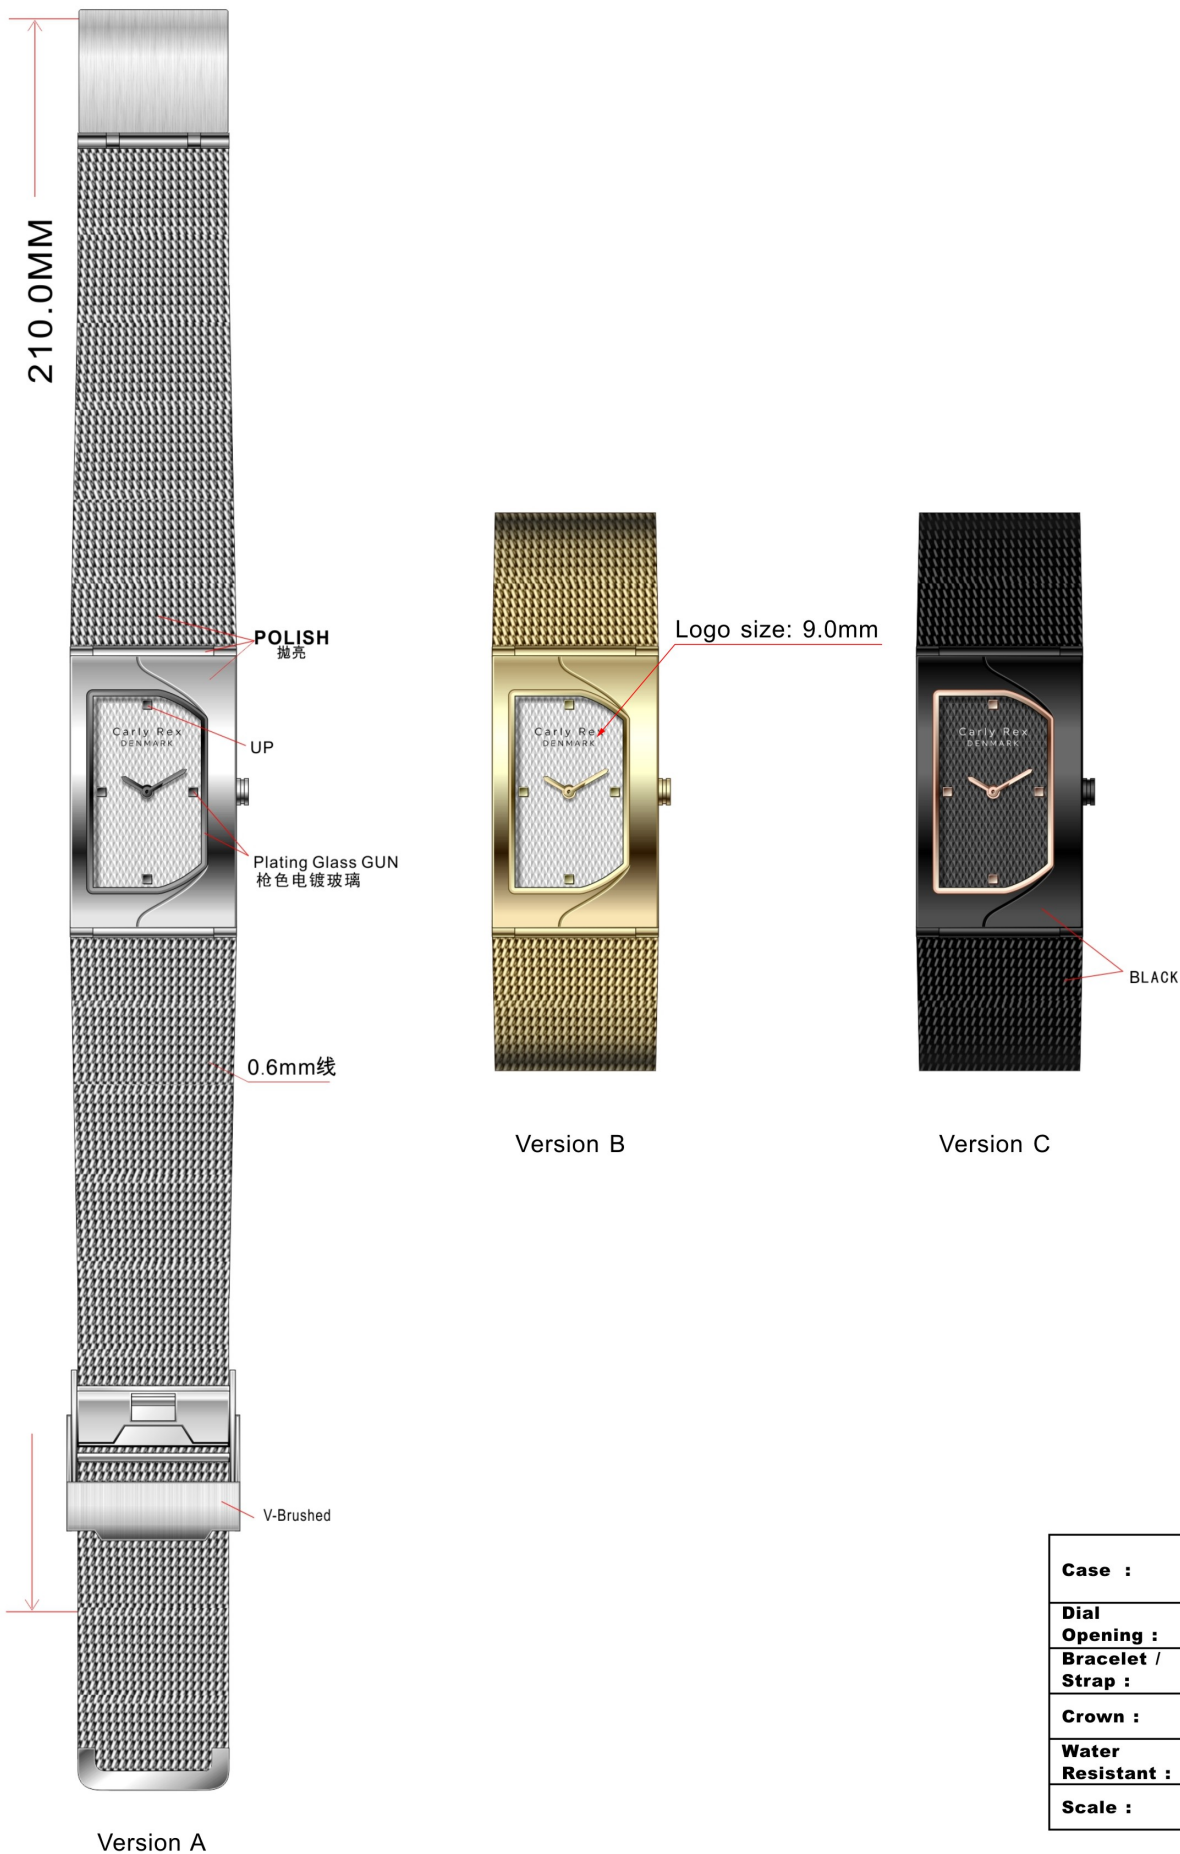 210.0MM
POLISH
抛亮
Logo size: 9.0mm
Carly Rex
DENMARK
Carly Rex
DENMARK
Carly Rex
DENMARK
UP
Plating Glass GUN
枪色电镀玻璃
BLACK
0.6mm线
Version B
Version C
V-Brushed
Case :
Dial
Opening :
Bracelet /
Strap :
Crown :
Water
Resistant :
Scale :
Version A